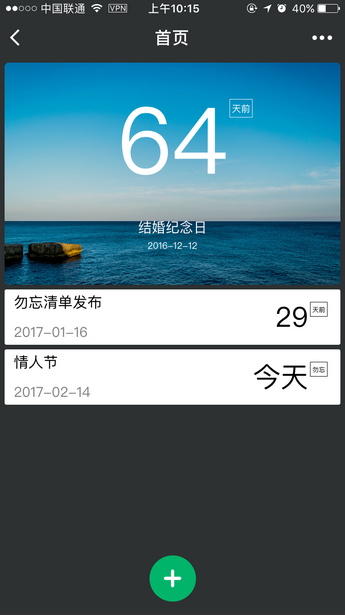 中国联通 VPN 上午10:15 40%
首页
64 天前
结婚纪念日
2016-12-12
勿忘清单发布
29 天前
2017-01-16
情人节
今天 勿忘
2017-02-14